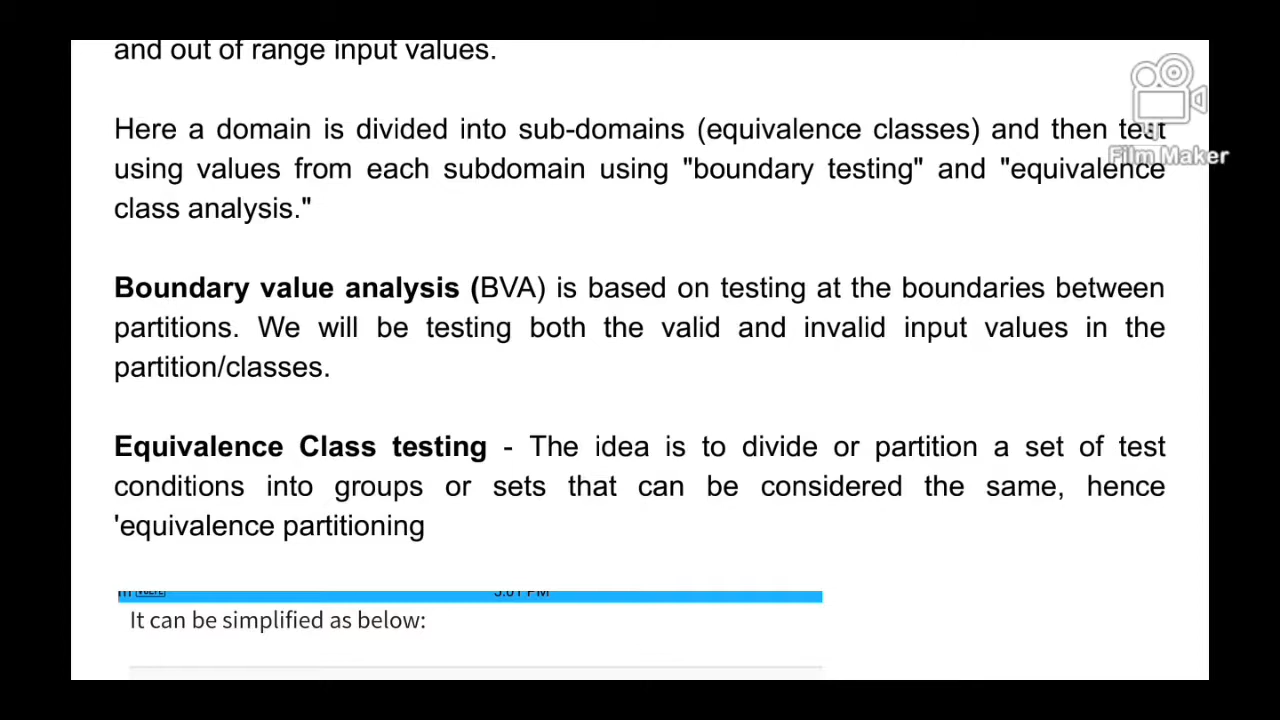 and out of range input values.
Here a domain is divided into sub-domains (equivalence classes) and then test
using values from each subdomain using "boundary testing" and "equivalence
class analysis."
Boundary value analysis (BVA) is based on testing at the boundaries between
partitions. We will be testing both the valid and invalid input values in the
partition/classes.
Equivalence Class testing - The idea is to divide or partition a set of test
conditions into groups or sets that can be considered the same, hence
'equivalence partitioning
It can be simplified as below:
Film Maker